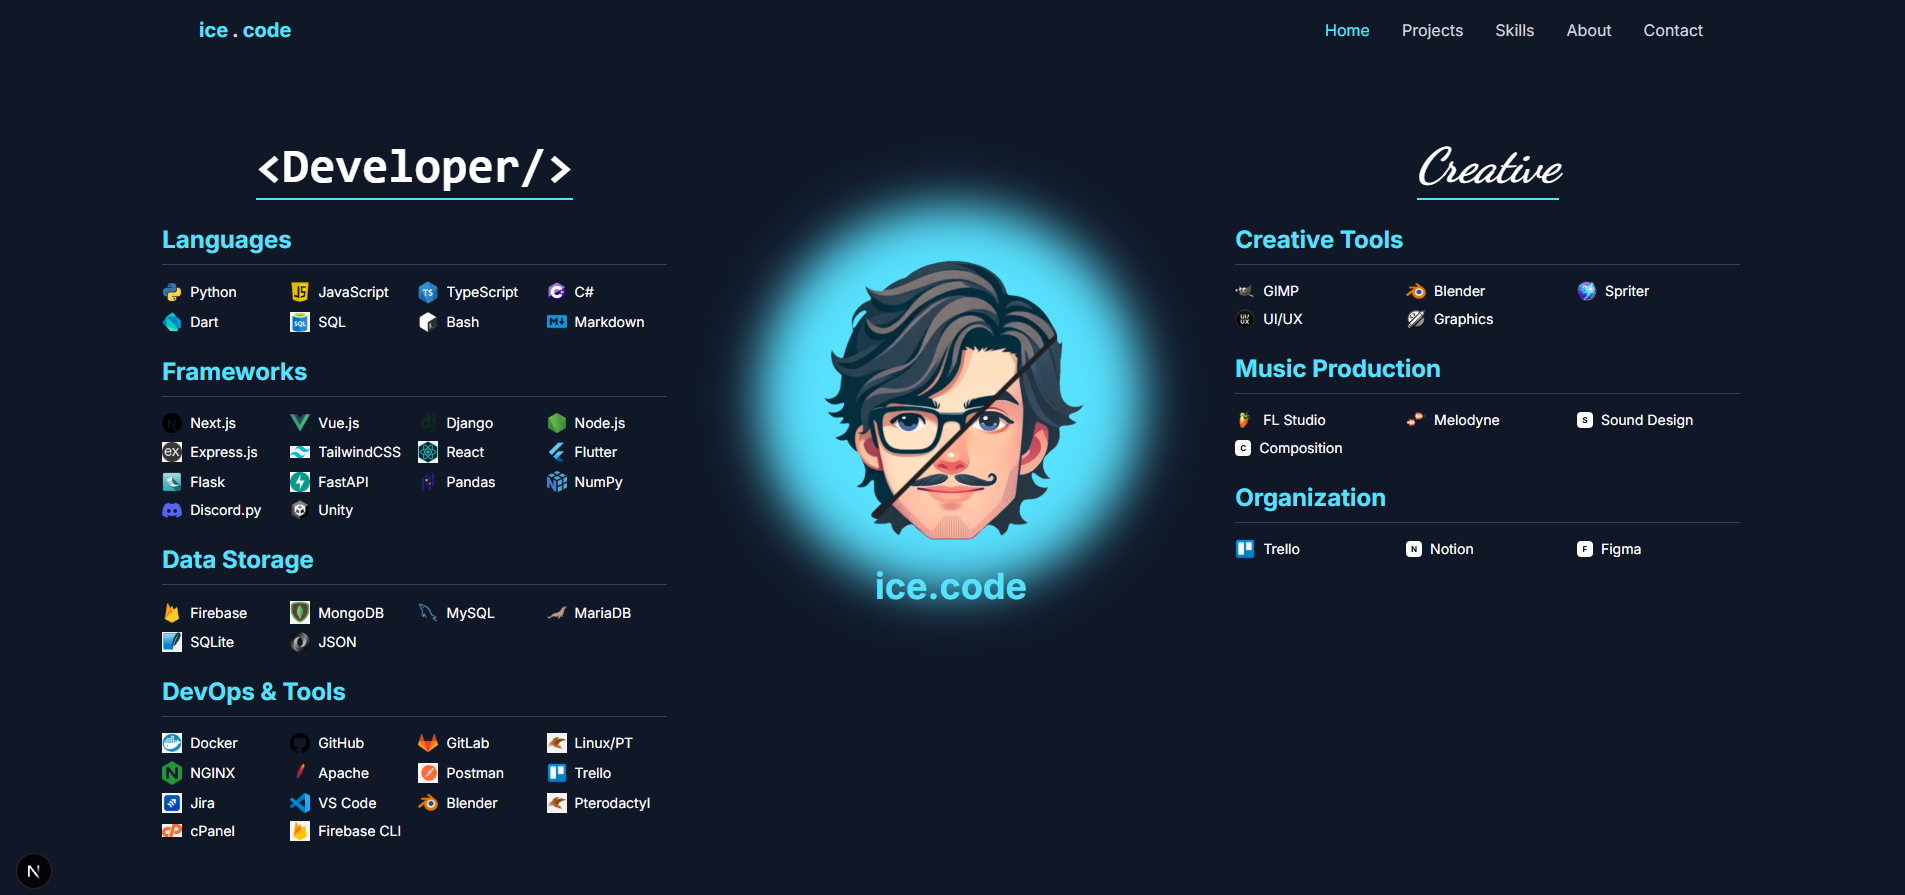 ice . code
Home Projects Skills About Contact
<Developer/>
Languages
Python JavaScript TypeScript C#
Dart SQL Bash Markdown
Frameworks
Next.js Vue.js Django Node.js
Express.js TailwindCSS React Flutter
Flask FastAPI Pandas NumPy
Discord.py Unity
Data Storage
Firebase MongoDB MySQL MariaDB
SQLite JSON
DevOps & Tools
Docker GitHub GitLab Linux/PT
NGINX Apache Postman Trello
Jira VS Code Blender Pterodactyl
cPanel Firebase CLI
ice.code
Creative
Creative Tools
GIMP Blender Spriter
UI/UX Graphics
Music Production
FL Studio Melodyne S Sound Design
C Composition
Organization
Trello N Notion F Figma
N